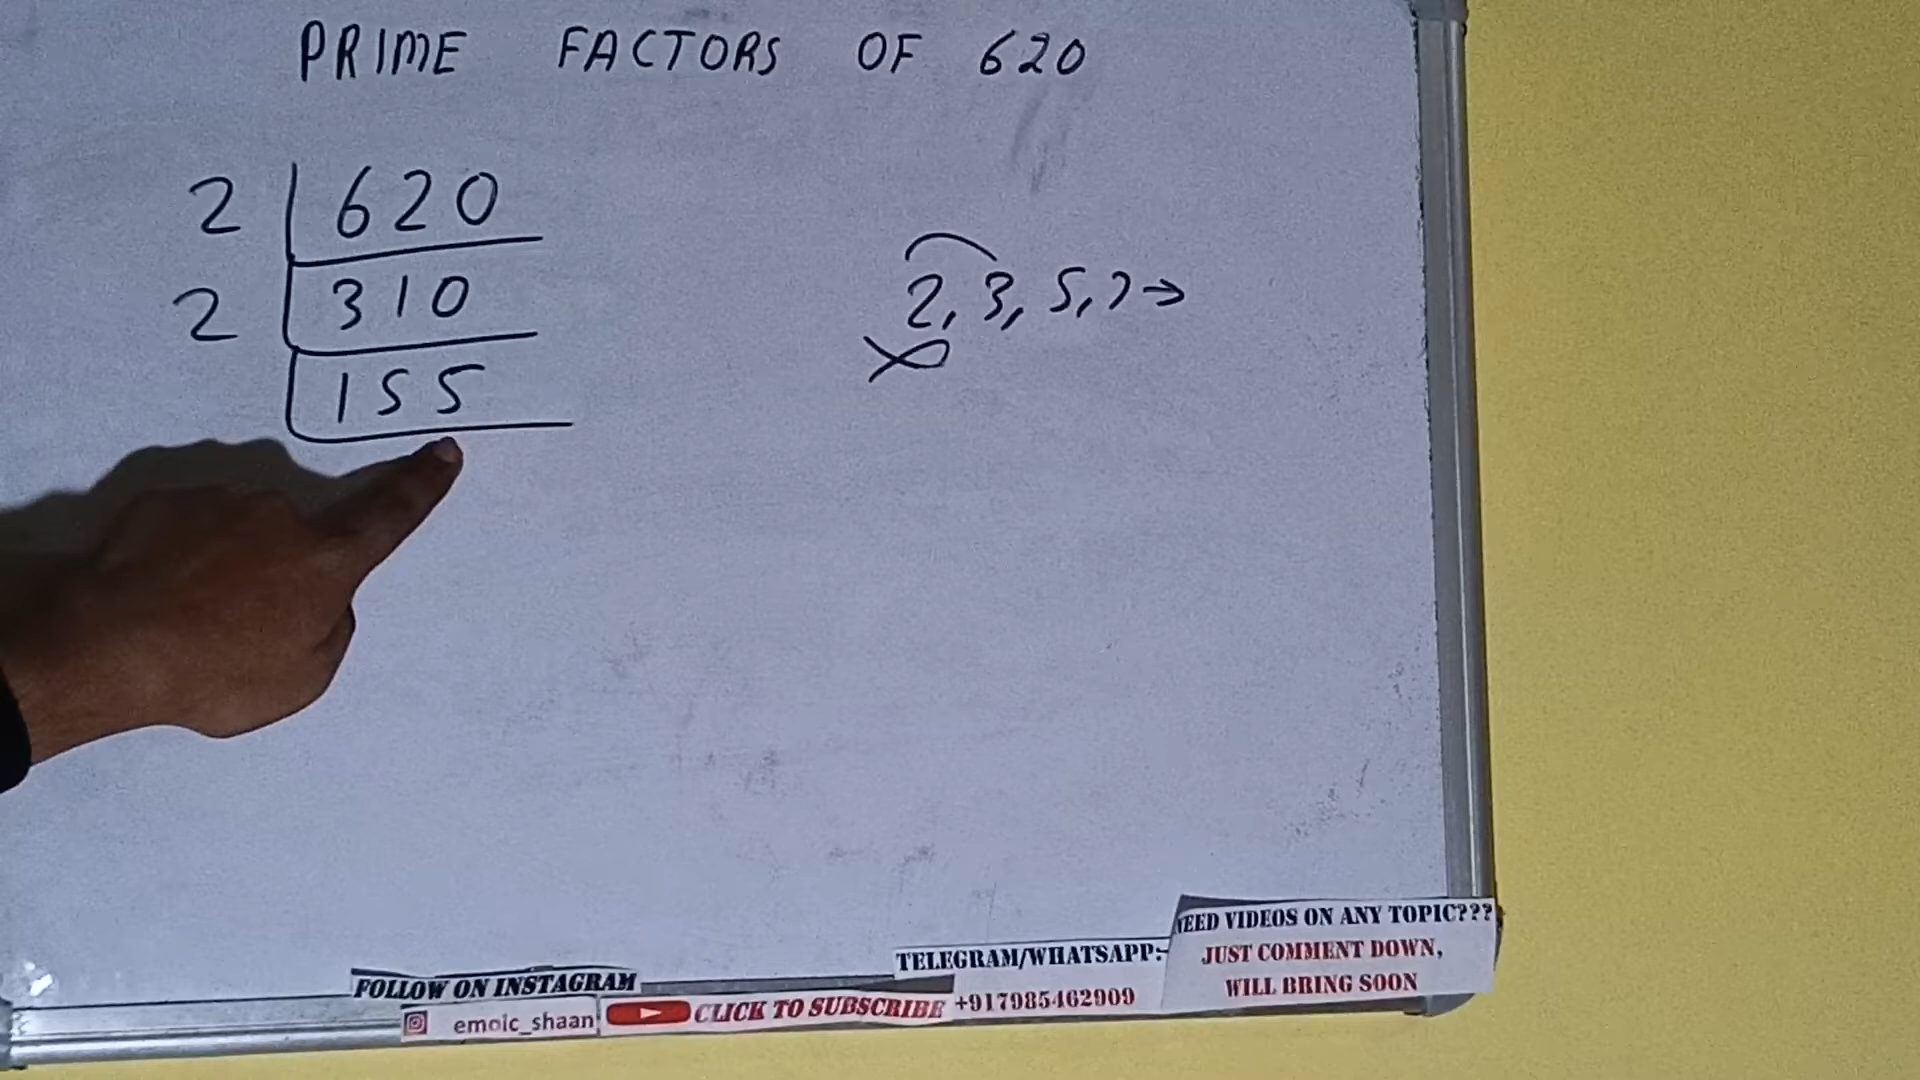 PRIME FACTORS OF 620
2 620
2 310
155
2, 3, 5, 7 →
NEED VIDEOS ON ANY TOPIC???
JUST COMMENT DOWN,
WILL BRING SOON
TELEGRAM/WHATSAPP:-
+917985462909
FOLLOW ON INSTAGRAM
emoic_shaan
CLICK TO SUBSCRIBE